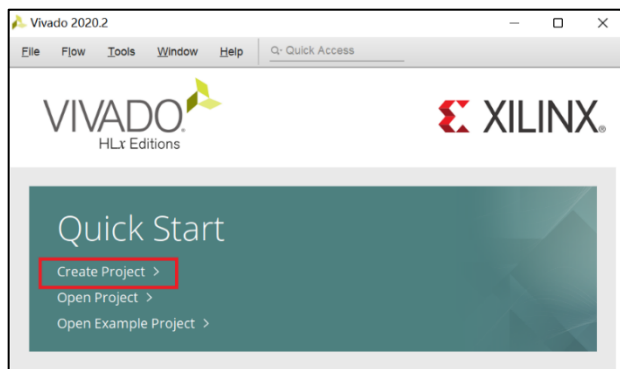 Vivado 2020.2
File Flow Tools Window Help Q- Quick Access
VIVADO.
HLx Editions
XILINX®
Quick Start
Create Project >
Open Project >
Open Example Project >